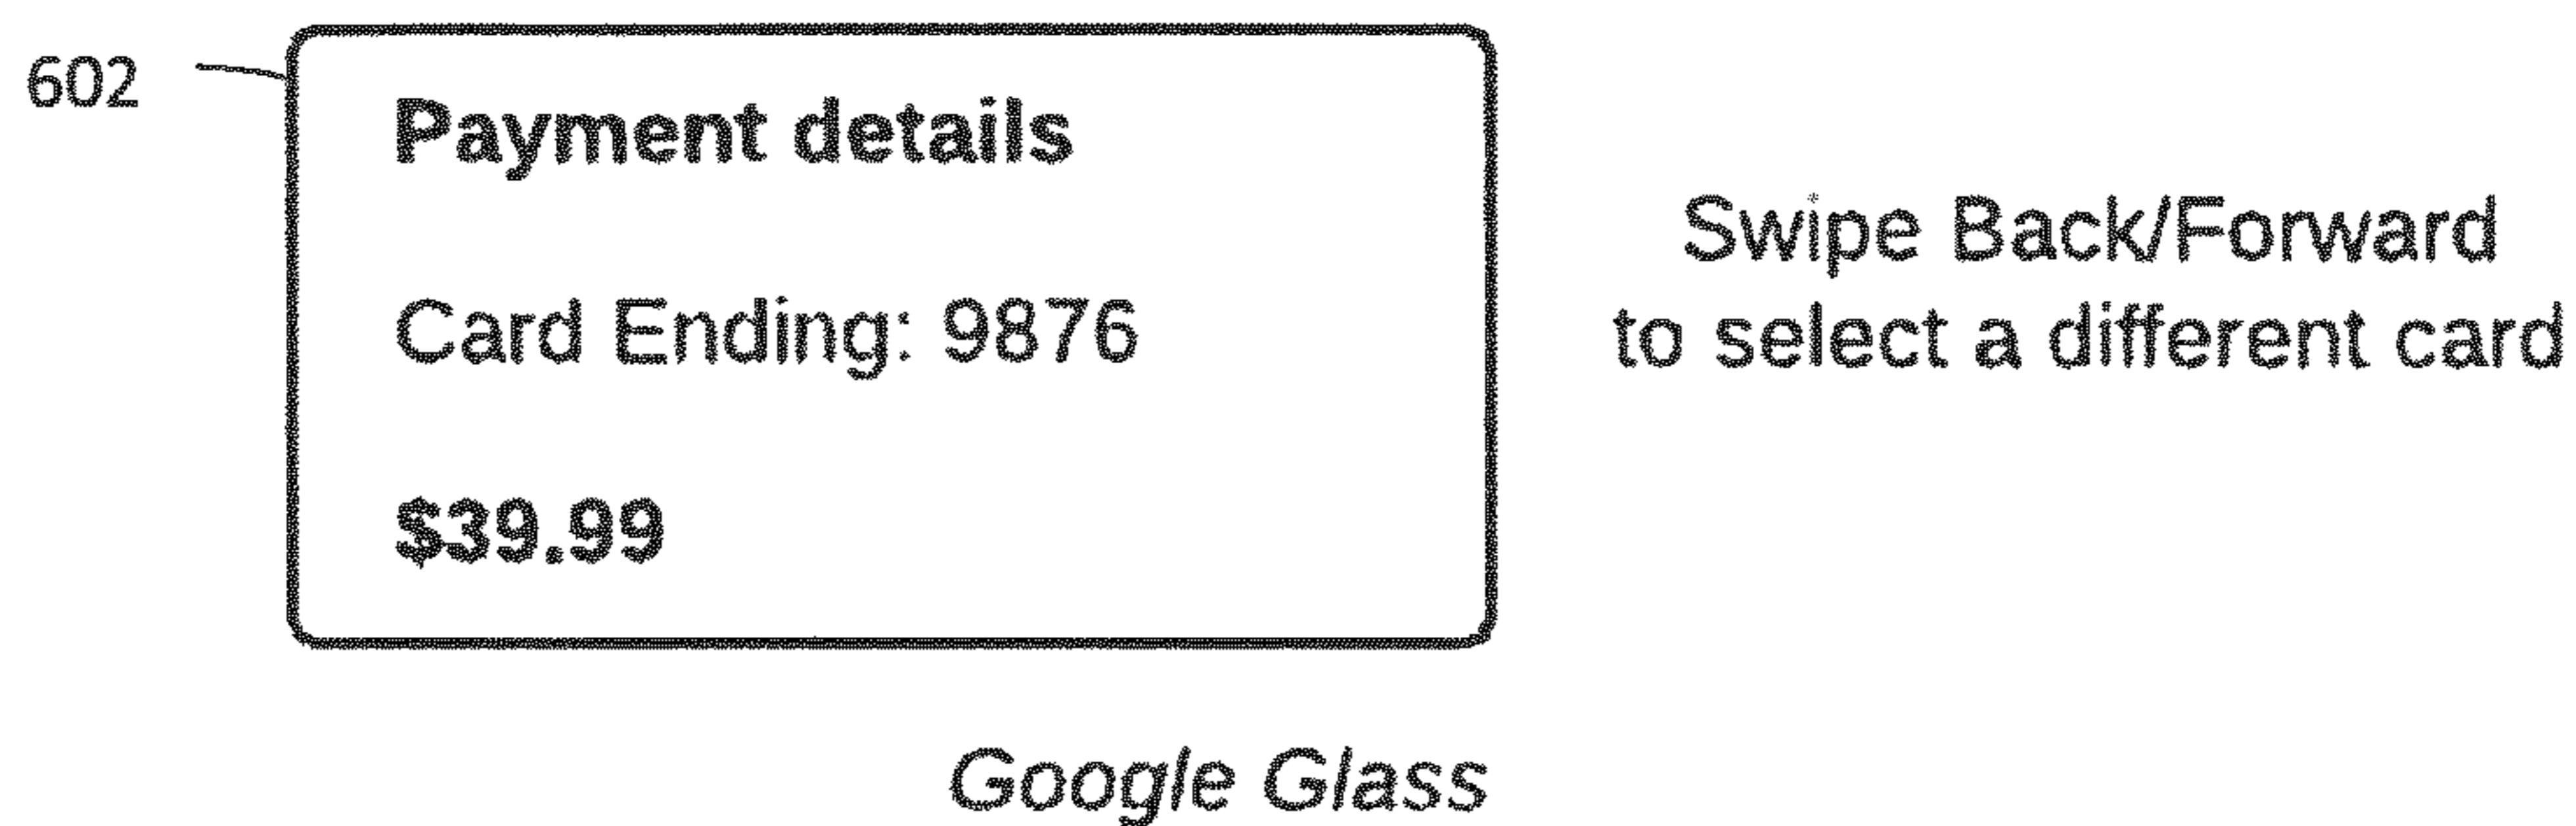 602
Payment details
Card Ending: 9876
$39.99
Swipe Back/Forward
to select a different card
Google Glass